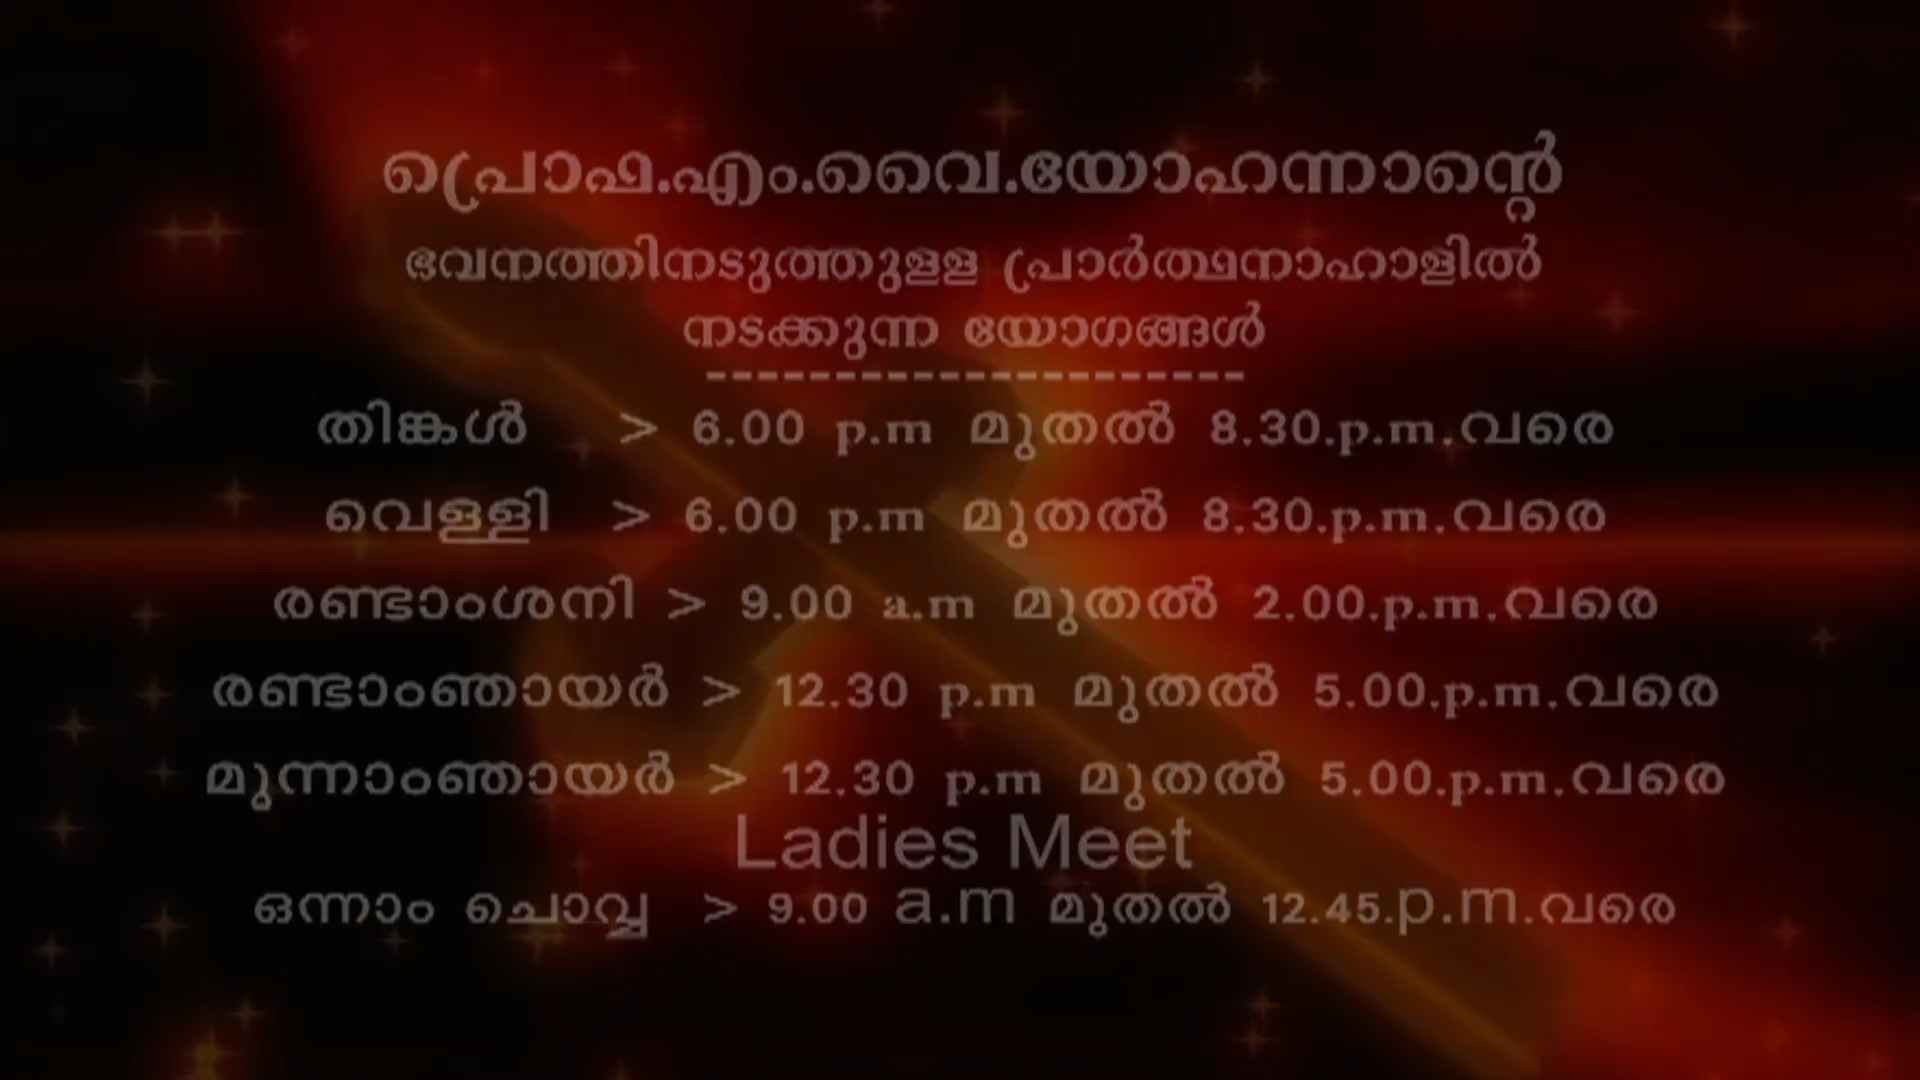 പ്രൊഫ.എം.വൈ.യോഹന്നാന്റെ
ഭവനത്തിനടുത്തുളള പ്രാർത്ഥനാഹാളിൽ
നടക്കുന്ന യോഗങ്ങൾ
---------------------
തിങ്കൾ > 6.00 p.m മുതൽ 8.30.p.m.വരെ
വെള്ളി > 6.00 p.m മുതൽ 8.30.p.m.വരെ
രണ്ടാംശനി > 9.00 a.m മുതൽ 2.00.p.m.വരെ
രണ്ടാംഞായർ > 12.30 p.m മുതൽ 5.00.p.m.വരെ
മുന്നാംഞായർ > 12.30 p.m മുതൽ 5.00.p.m.വരെ
Ladies Meet
ഒന്നാം ചൊവ്വ > 9.00 a.m മുതൽ 12.45.p.m.വരെ